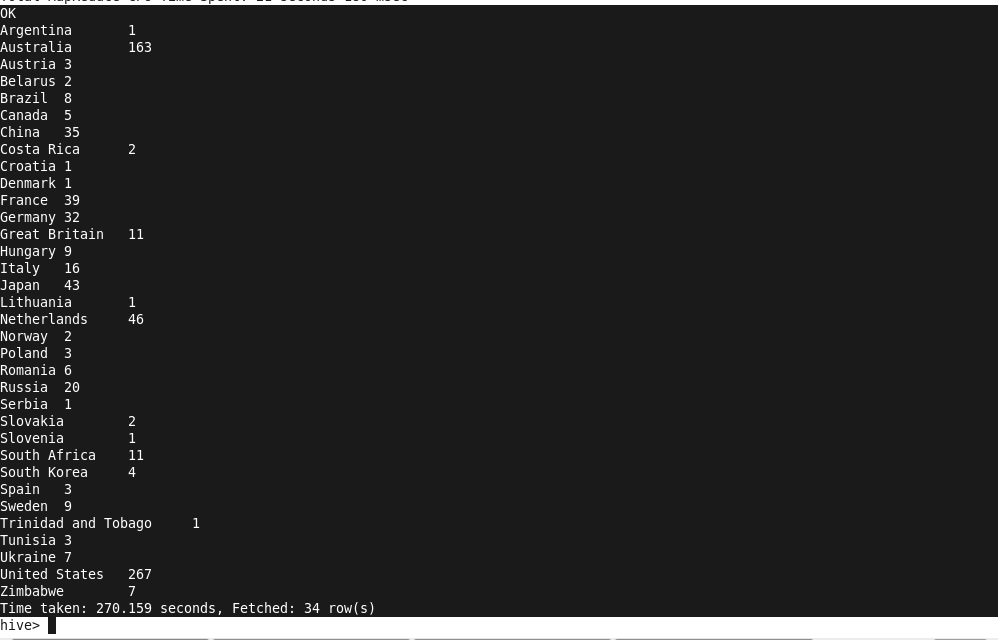 OK
Argentina 1
Australia 163
Austria 3
Belarus 2
Brazil 8
Canada 5
China 35
Costa Rica 2
Croatia 1
Denmark 1
France 39
Germany 32
Great Britain 11
Hungary 9
Italy 16
Japan 43
Lithuania 1
Netherlands 46
Norway 2
Poland 3
Romania 6
Russia 20
Serbia 1
Slovakia 2
Slovenia 1
South Africa 11
South Korea 4
Spain 3
Sweden 9
Trinidad and Tobago 1
Tunisia 3
Ukraine 7
United States 267
Zimbabwe 7
Time taken: 270.159 seconds, Fetched: 34 row(s)
hive>